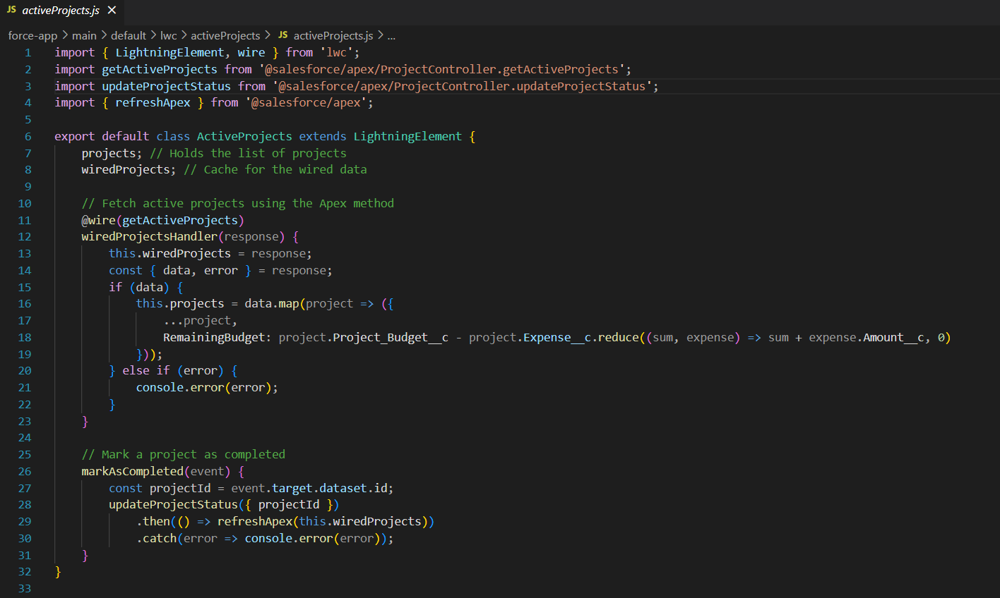 JS activeProjects.js ×
force-app > main > default > lwc > activeProjects > JS activeProjects.js > ...
1 import { LightningElement, wire } from 'lwc';
2 import getActiveProjects from '@salesforce/apex/ProjectController.getActiveProjects';
3 import updateProjectStatus from '@salesforce/apex/ProjectController.updateProjectStatus';
4 import { refreshApex } from '@salesforce/apex';
5
6 export default class ActiveProjects extends LightningElement {
7     projects; // Holds the list of projects
8     wiredProjects; // Cache for the wired data
9
10     // Fetch active projects using the Apex method
11     @wire(getActiveProjects)
12     wiredProjectsHandler(response) {
13         this.wiredProjects = response;
14         const { data, error } = response;
15         if (data) {
16             this.projects = data.map(project => ({
17                 ...project,
18                 RemainingBudget: project.Project_Budget__c - project.Expense__c.reduce((sum, expense) => sum + expense.Amount__c, 0)
19             }));
20         } else if (error) {
21             console.error(error);
22         }
23     }
24
25     // Mark a project as completed
26     markAsCompleted(event) {
27         const projectId = event.target.dataset.id;
28         updateProjectStatus({ projectId })
29             .then(() => refreshApex(this.wiredProjects))
30             .catch(error => console.error(error));
31     }
32 }
33